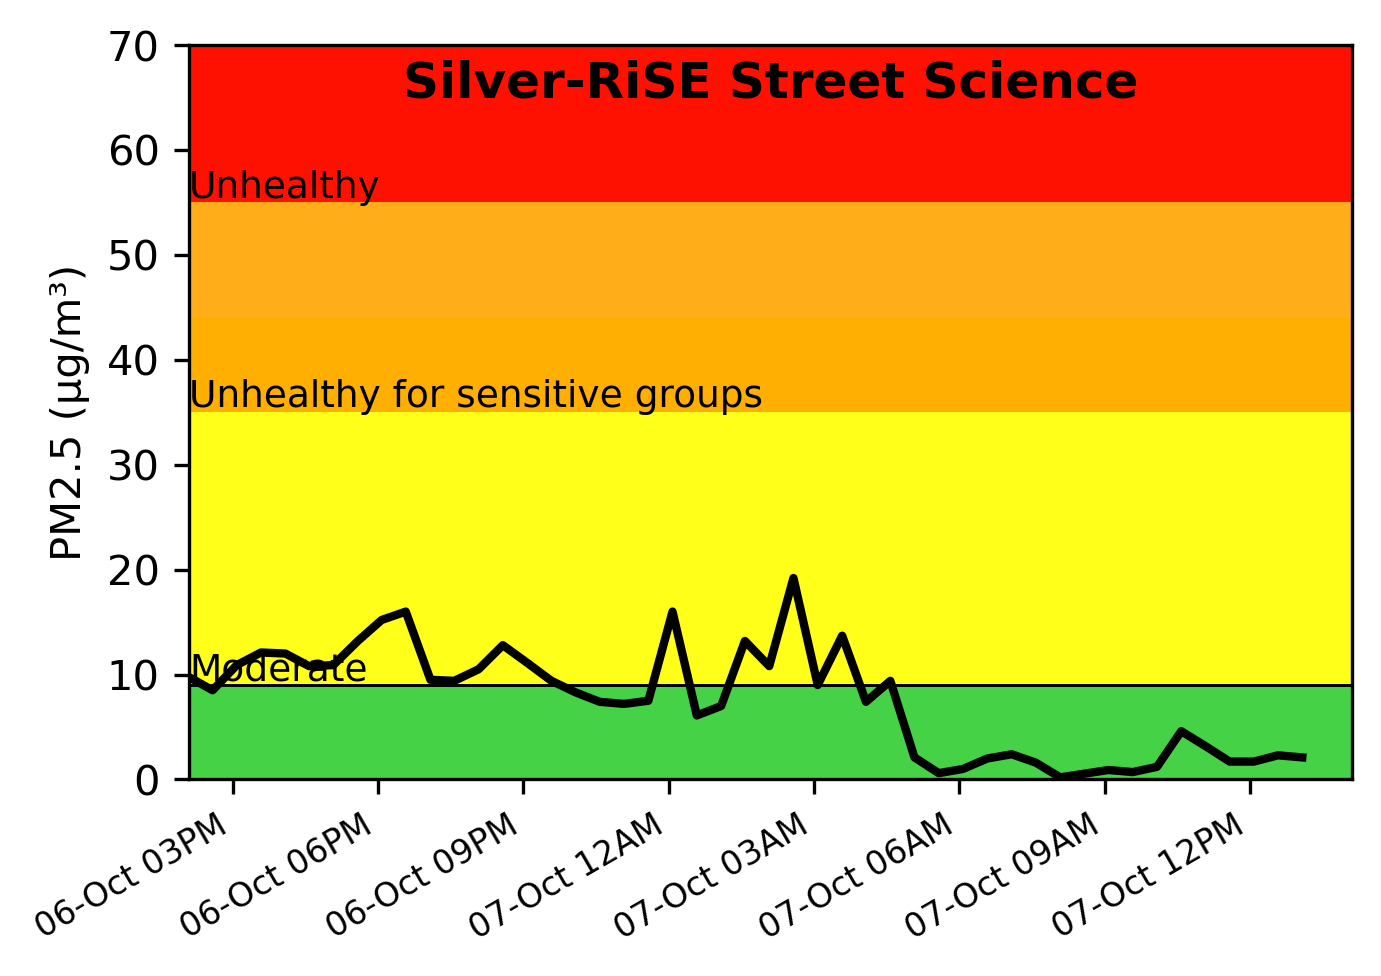 Silver-RiSE Street Science
70
60
50
40
30
20
10
0
PM2.5 (µg/m³)
Unhealthy
Unhealthy for sensitive groups
Moderate
06-Oct 03PM
06-Oct 06PM
06-Oct 09PM
07-Oct 12AM
07-Oct 03AM
07-Oct 06AM
07-Oct 09AM
07-Oct 12PM